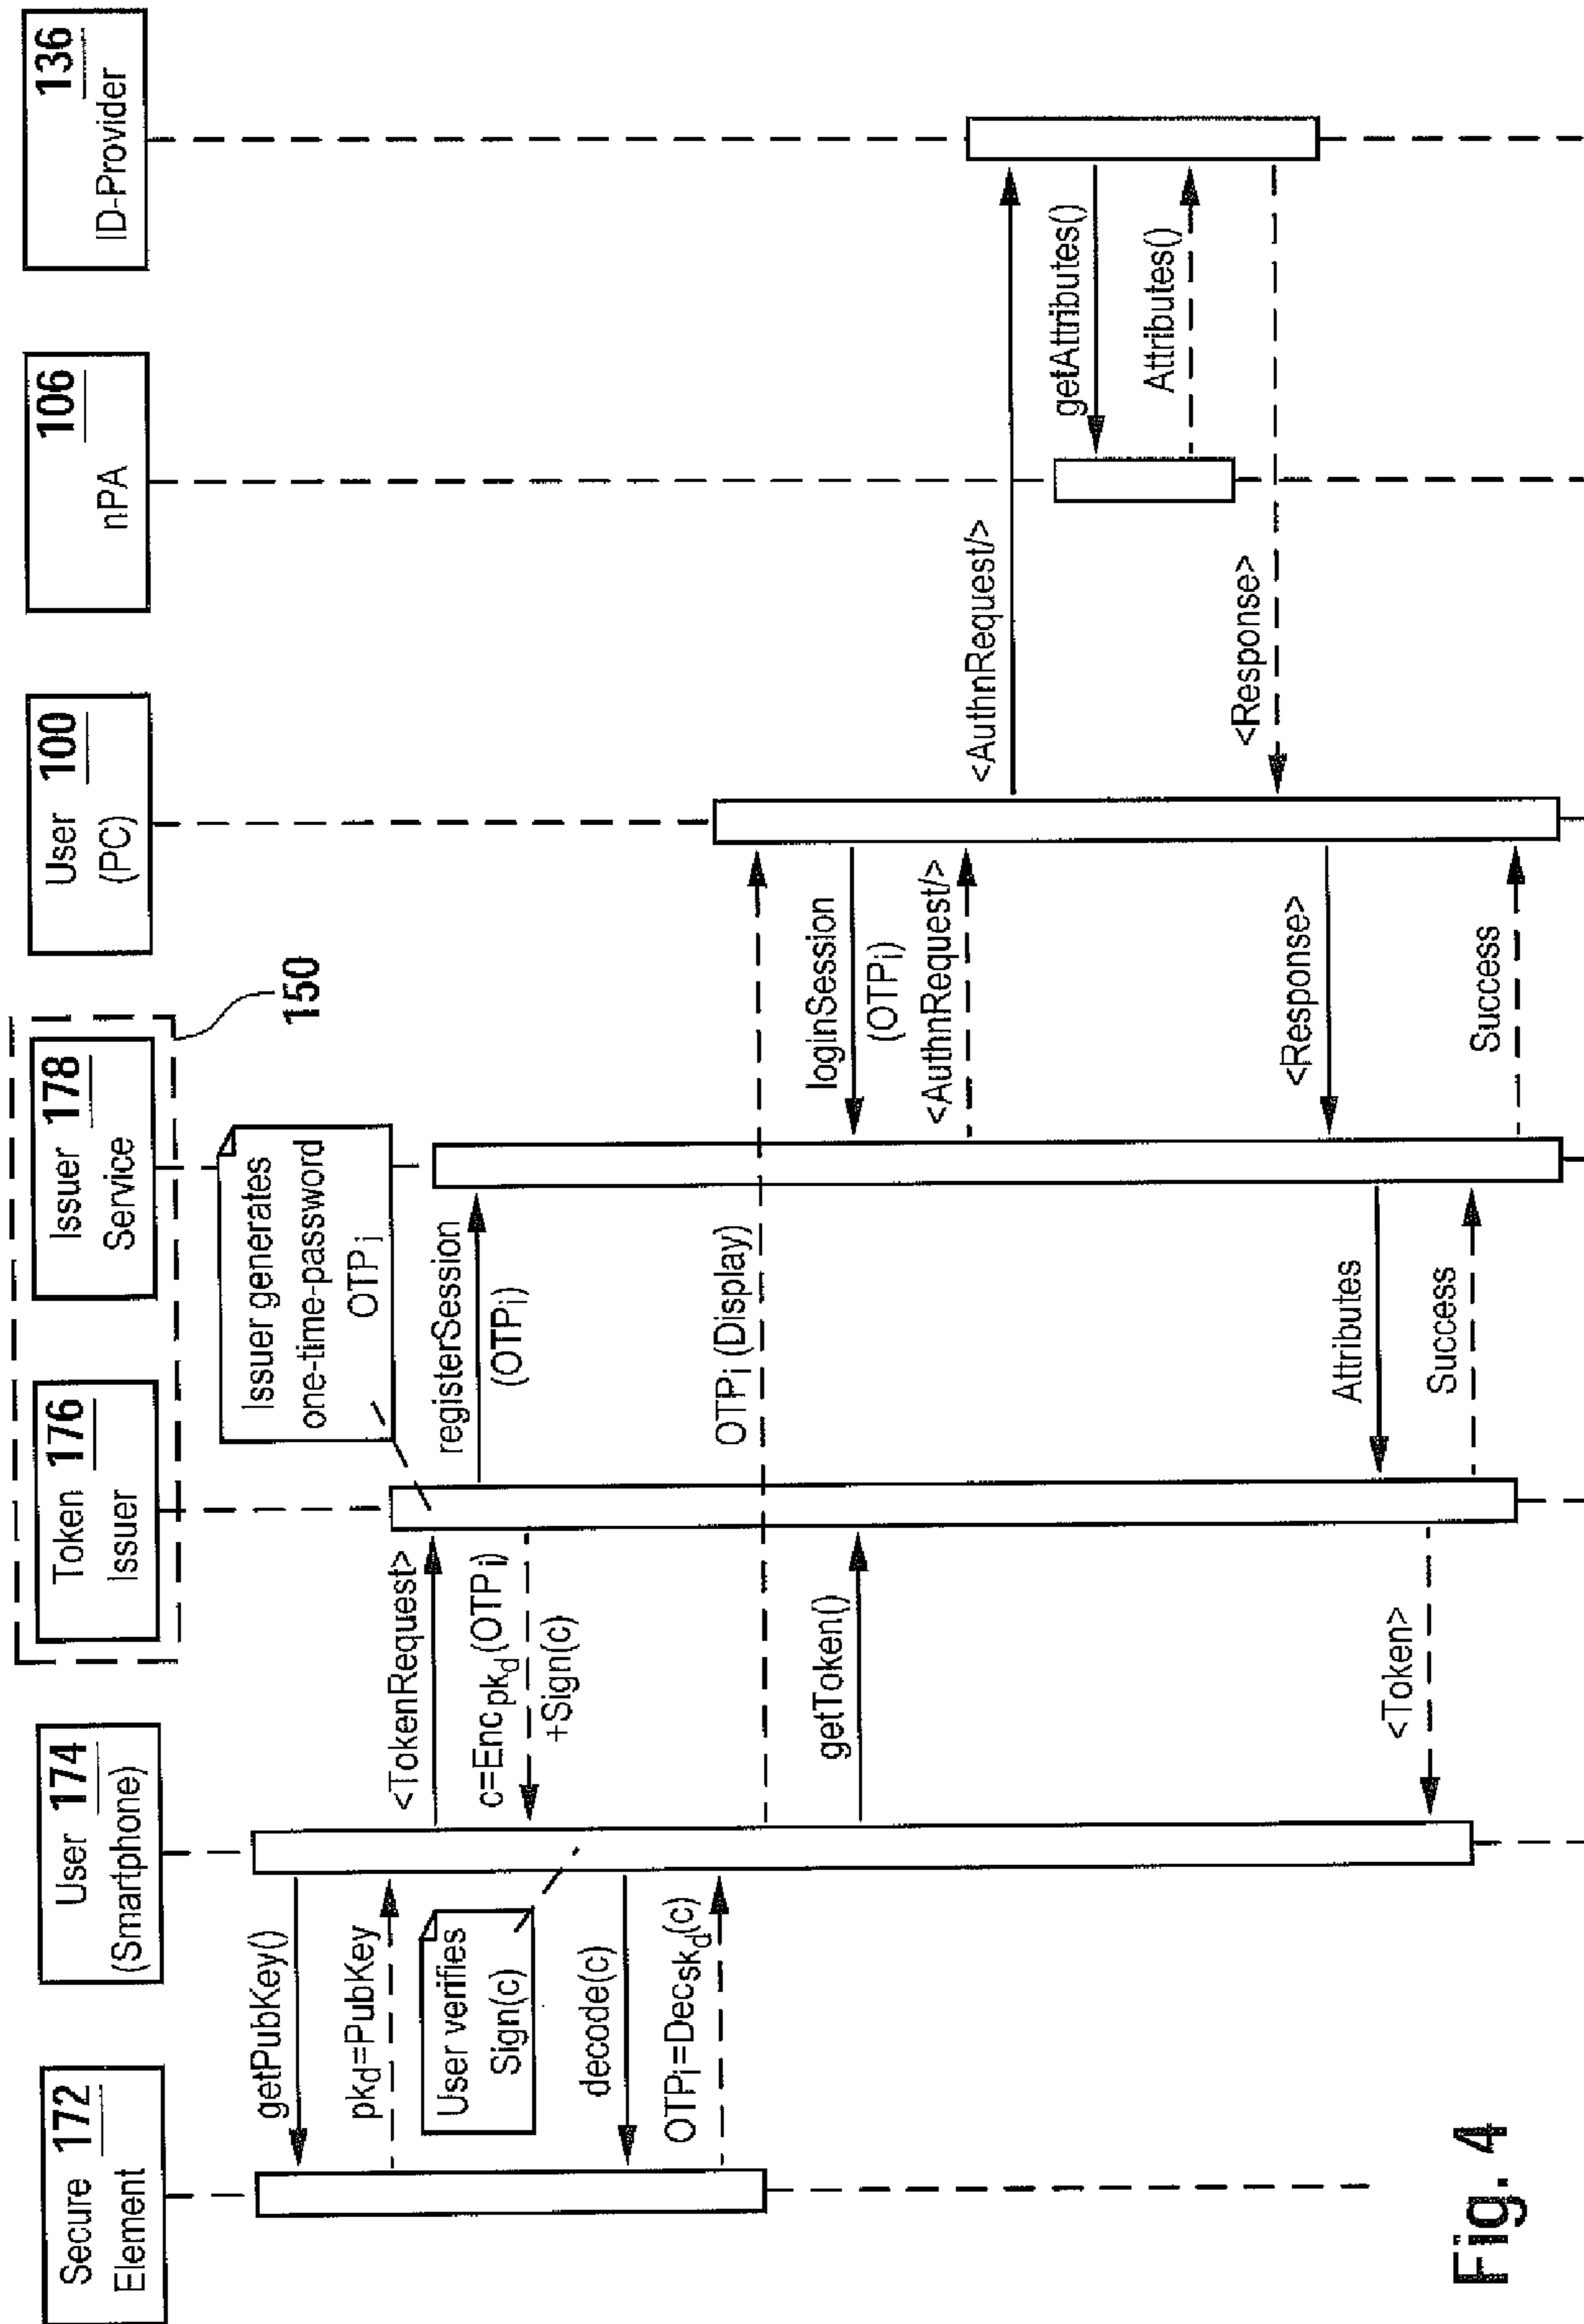 Secure 172
Element
User 174
(Smartphone)
Token 176
Issuer
Issuer 178
Service
150
User 100
(PC)
nPA
106
ID-Provider
136
getPubKey()
pkd=PubKey
<TokenRequest>
Issuer generates
one-time-password
OTPi
registerSession
(OTPi)
c=Encpkd(OTPi)
+Sign(c)
User verifies
Sign(c)
decode(c)
OTPi=Decskd(c)
OTPi (Display)
loginSession
(OTPi)
getToken()
<AuthnRequest/>
<AuthnRequest/>
getAttributes()
Attributes()
<Response>
<Response>
Attributes
<Token>
Success
Success
Fig. 4